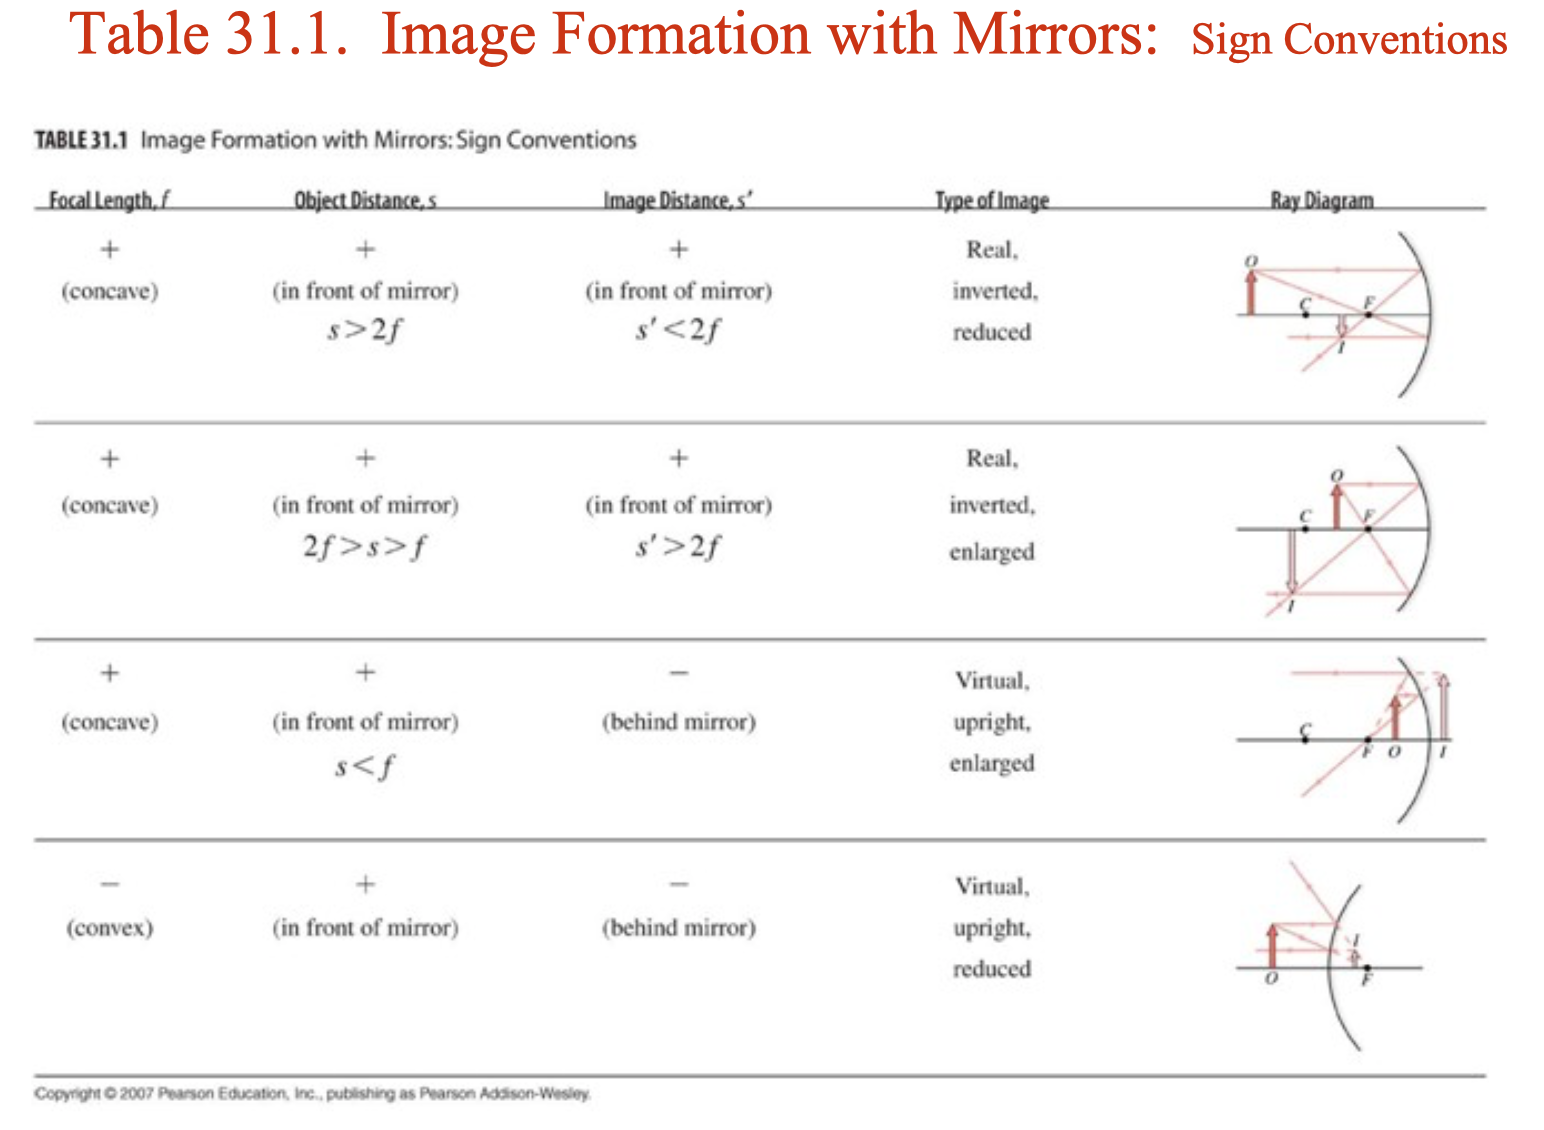 Table 31.1. Image Formation with Mirrors: Sign Conventions
TABLE 31.1 Image Formation with Mirrors: Sign Conventions
Focal Length, f Object Distance, s Image Distance, s′ Type of Image Ray Diagram
+ + + Real,
(concave) (in front of mirror) (in front of mirror) inverted,
s>2f s′<2f reduced
O
C F
I
+ + + Real,
(concave) (in front of mirror) (in front of mirror) inverted,
2f>s>f s′>2f enlarged
O
C F
I
+ + − Virtual,
(concave) (in front of mirror) (behind mirror) upright,
s<f enlarged
C
F O I
− + − Virtual,
(convex) (in front of mirror) (behind mirror) upright,
reduced
I
O F
Copyright © 2007 Pearson Education, Inc., publishing as Pearson Addison-Wesley.